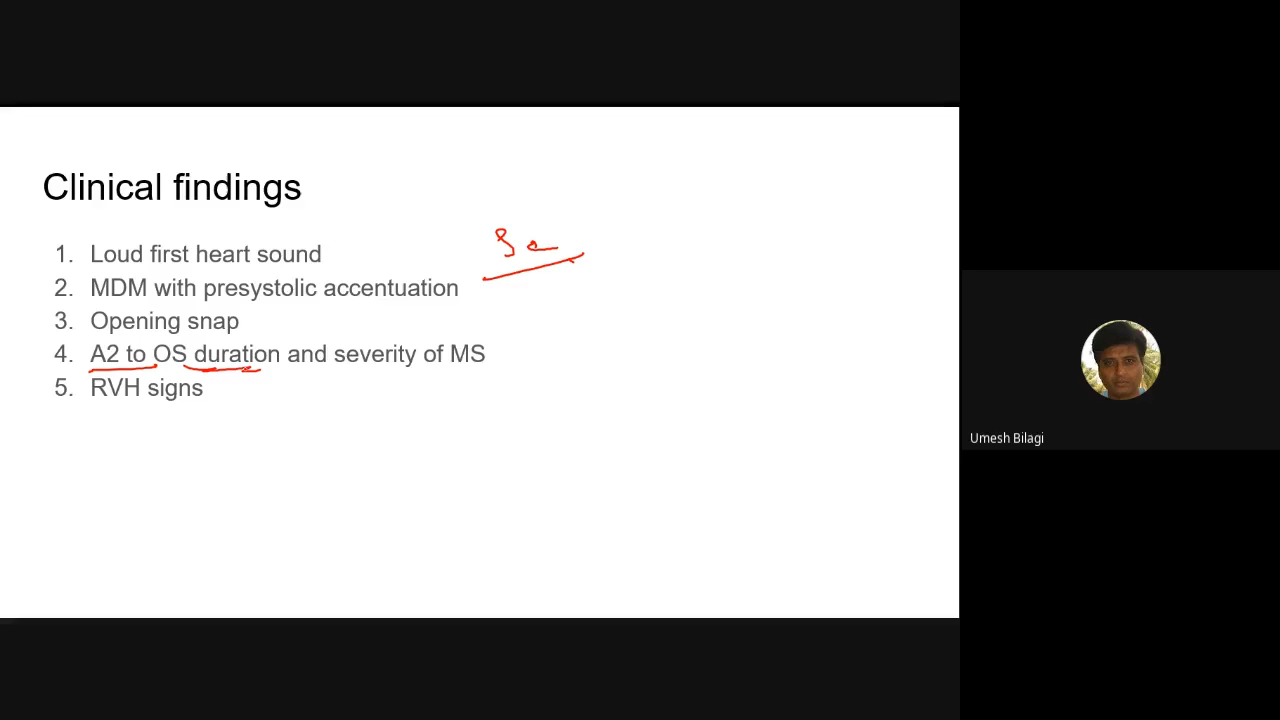 Clinical findings
1. Loud first heart sound
2. MDM with presystolic accentuation
3. Opening snap
4. A2 to OS duration and severity of MS
5. RVH signs
Umesh Bilagi